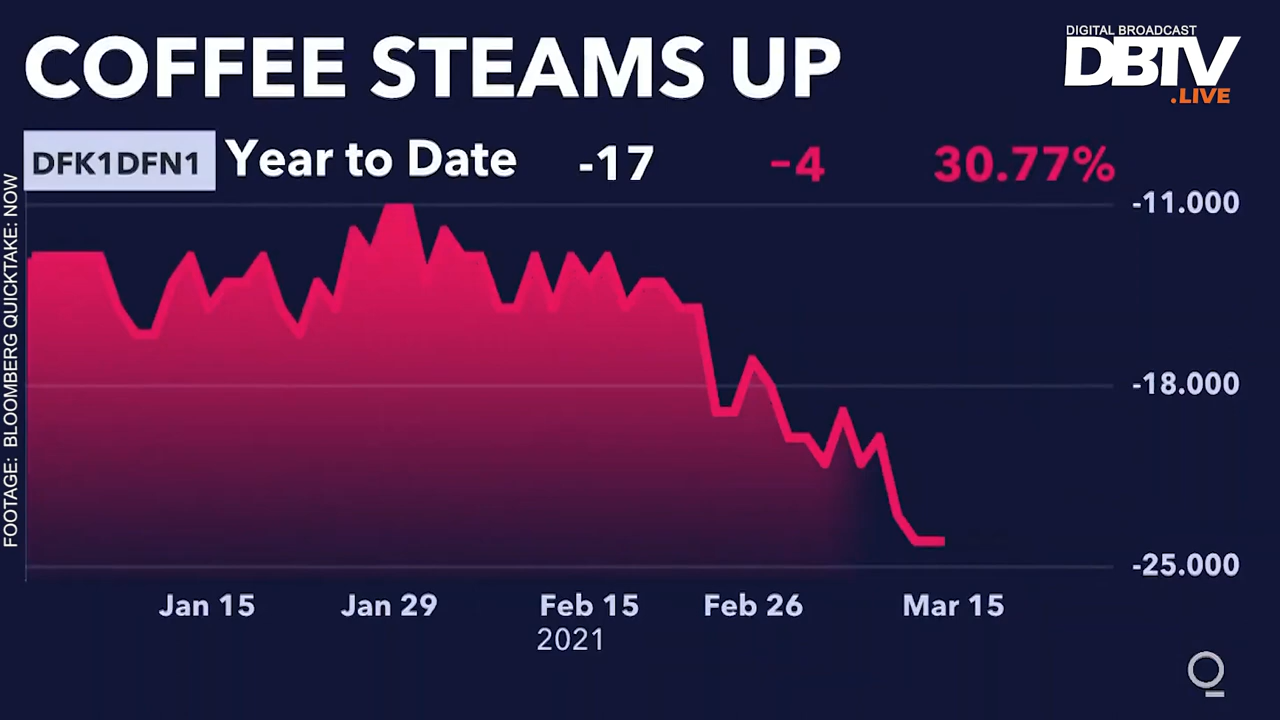 COFFEE STEAMS UP
DIGITAL BROADCAST
DBTV
.LIVE
DFK1DFN1 Year to Date -17 -4 30.77%
FOOTAGE: BLOOMBERG QUICKTAKE: NOW
-11.000
-18.000
-25.000
Jan 15 Jan 29 Feb 15 Feb 26 Mar 15
2021